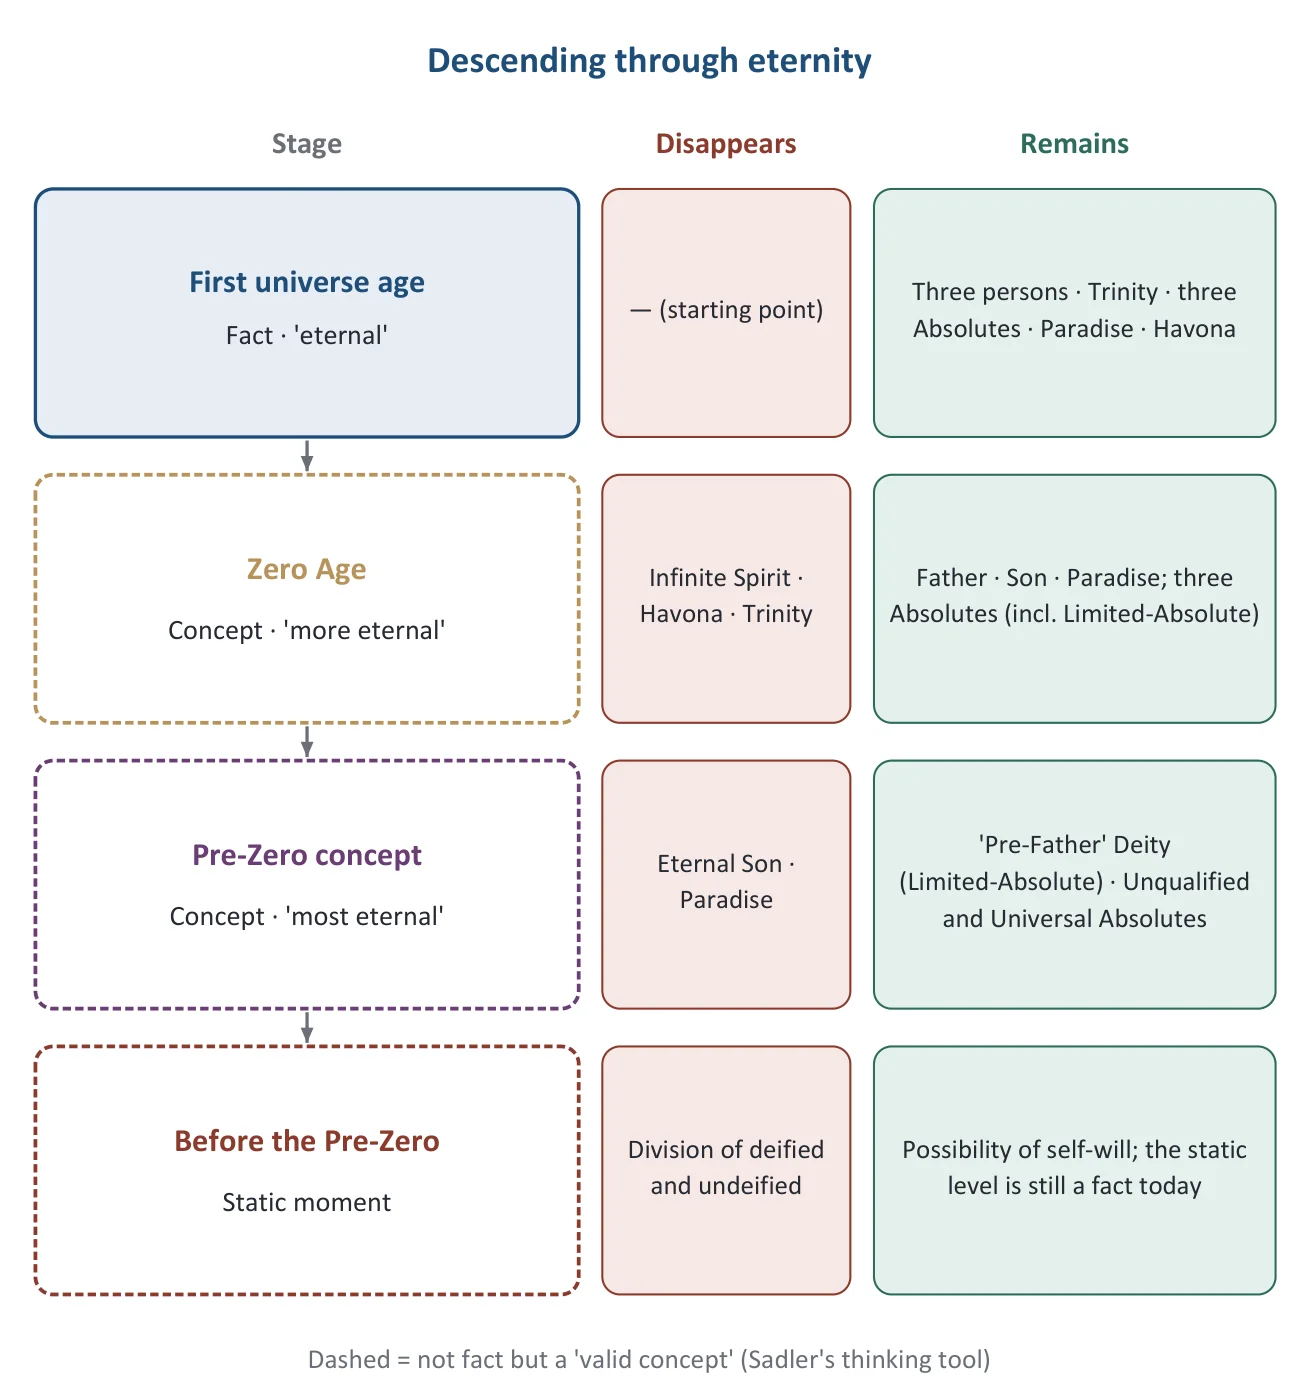 Descending through eternity
Stage
Disappears
Remains
First universe age
Fact · 'eternal'
— (starting point)
Three persons · Trinity · three
Absolutes · Paradise · Havona
Zero Age
Concept · 'more eternal'
Infinite Spirit ·
Havona · Trinity
Father · Son · Paradise; three
Absolutes (incl. Limited-Absolute)
Pre-Zero concept
Concept · 'most eternal'
Eternal Son ·
Paradise
'Pre-Father' Deity
(Limited-Absolute) · Unqualified
and Universal Absolutes
Before the Pre-Zero
Static moment
Division of deified
and undeified
Possibility of self-will; the static
level is still a fact today
Dashed = not fact but a 'valid concept' (Sadler's thinking tool)